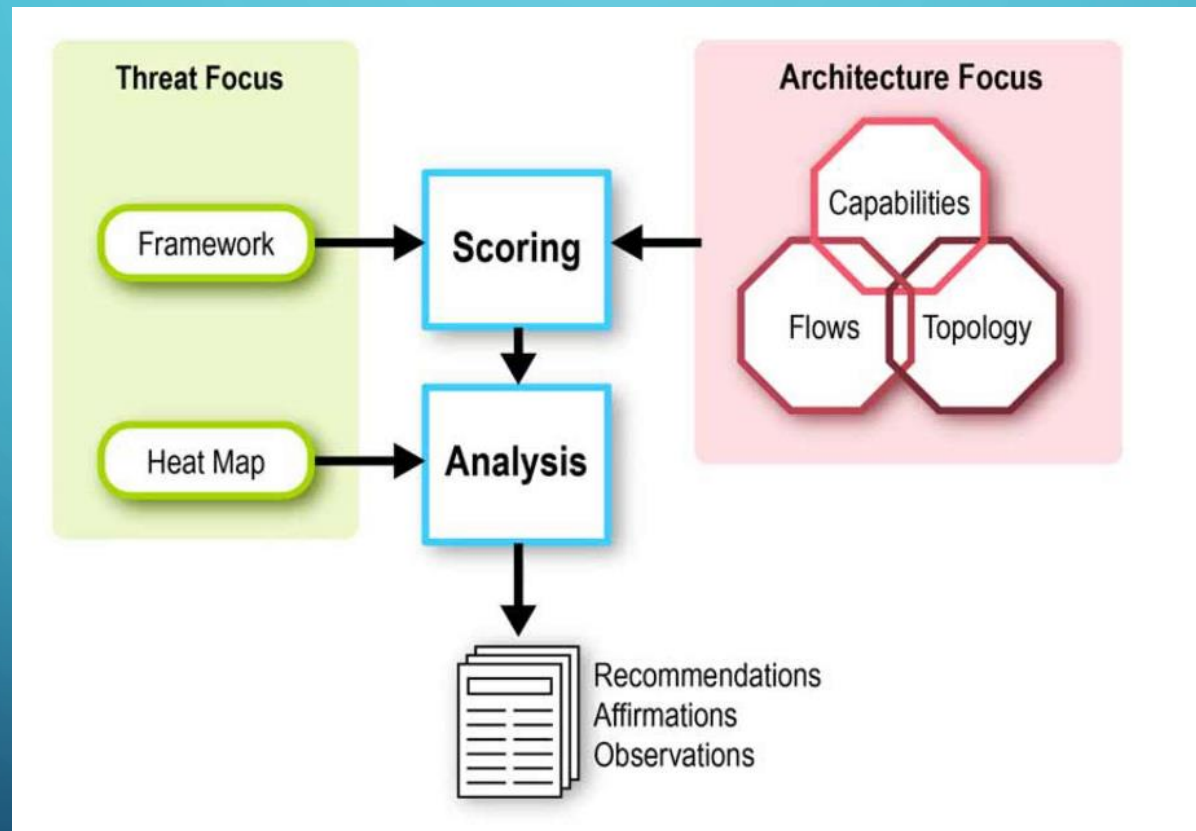 Threat Focus
Architecture Focus
Framework
Scoring
Capabilities
Flows
Topology
Heat Map
Analysis
Recommendations
Affirmations
Observations